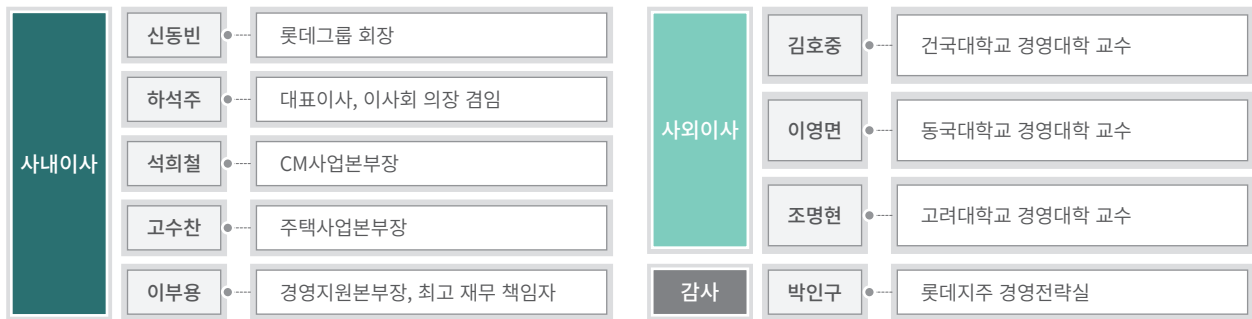 사내이사
신동빈
롯데그룹 회장
하석주
대표이사, 이사회 의장 겸임
석희철
CM사업본부장
고수찬
주택사업본부장
이부용
경영지원본부장, 최고 재무 책임자
사외이사
김호중
건국대학교 경영대학 교수
이영면
동국대학교 경영대학 교수
조명현
고려대학교 경영대학 교수
감사
박인구
롯데지주 경영전략실